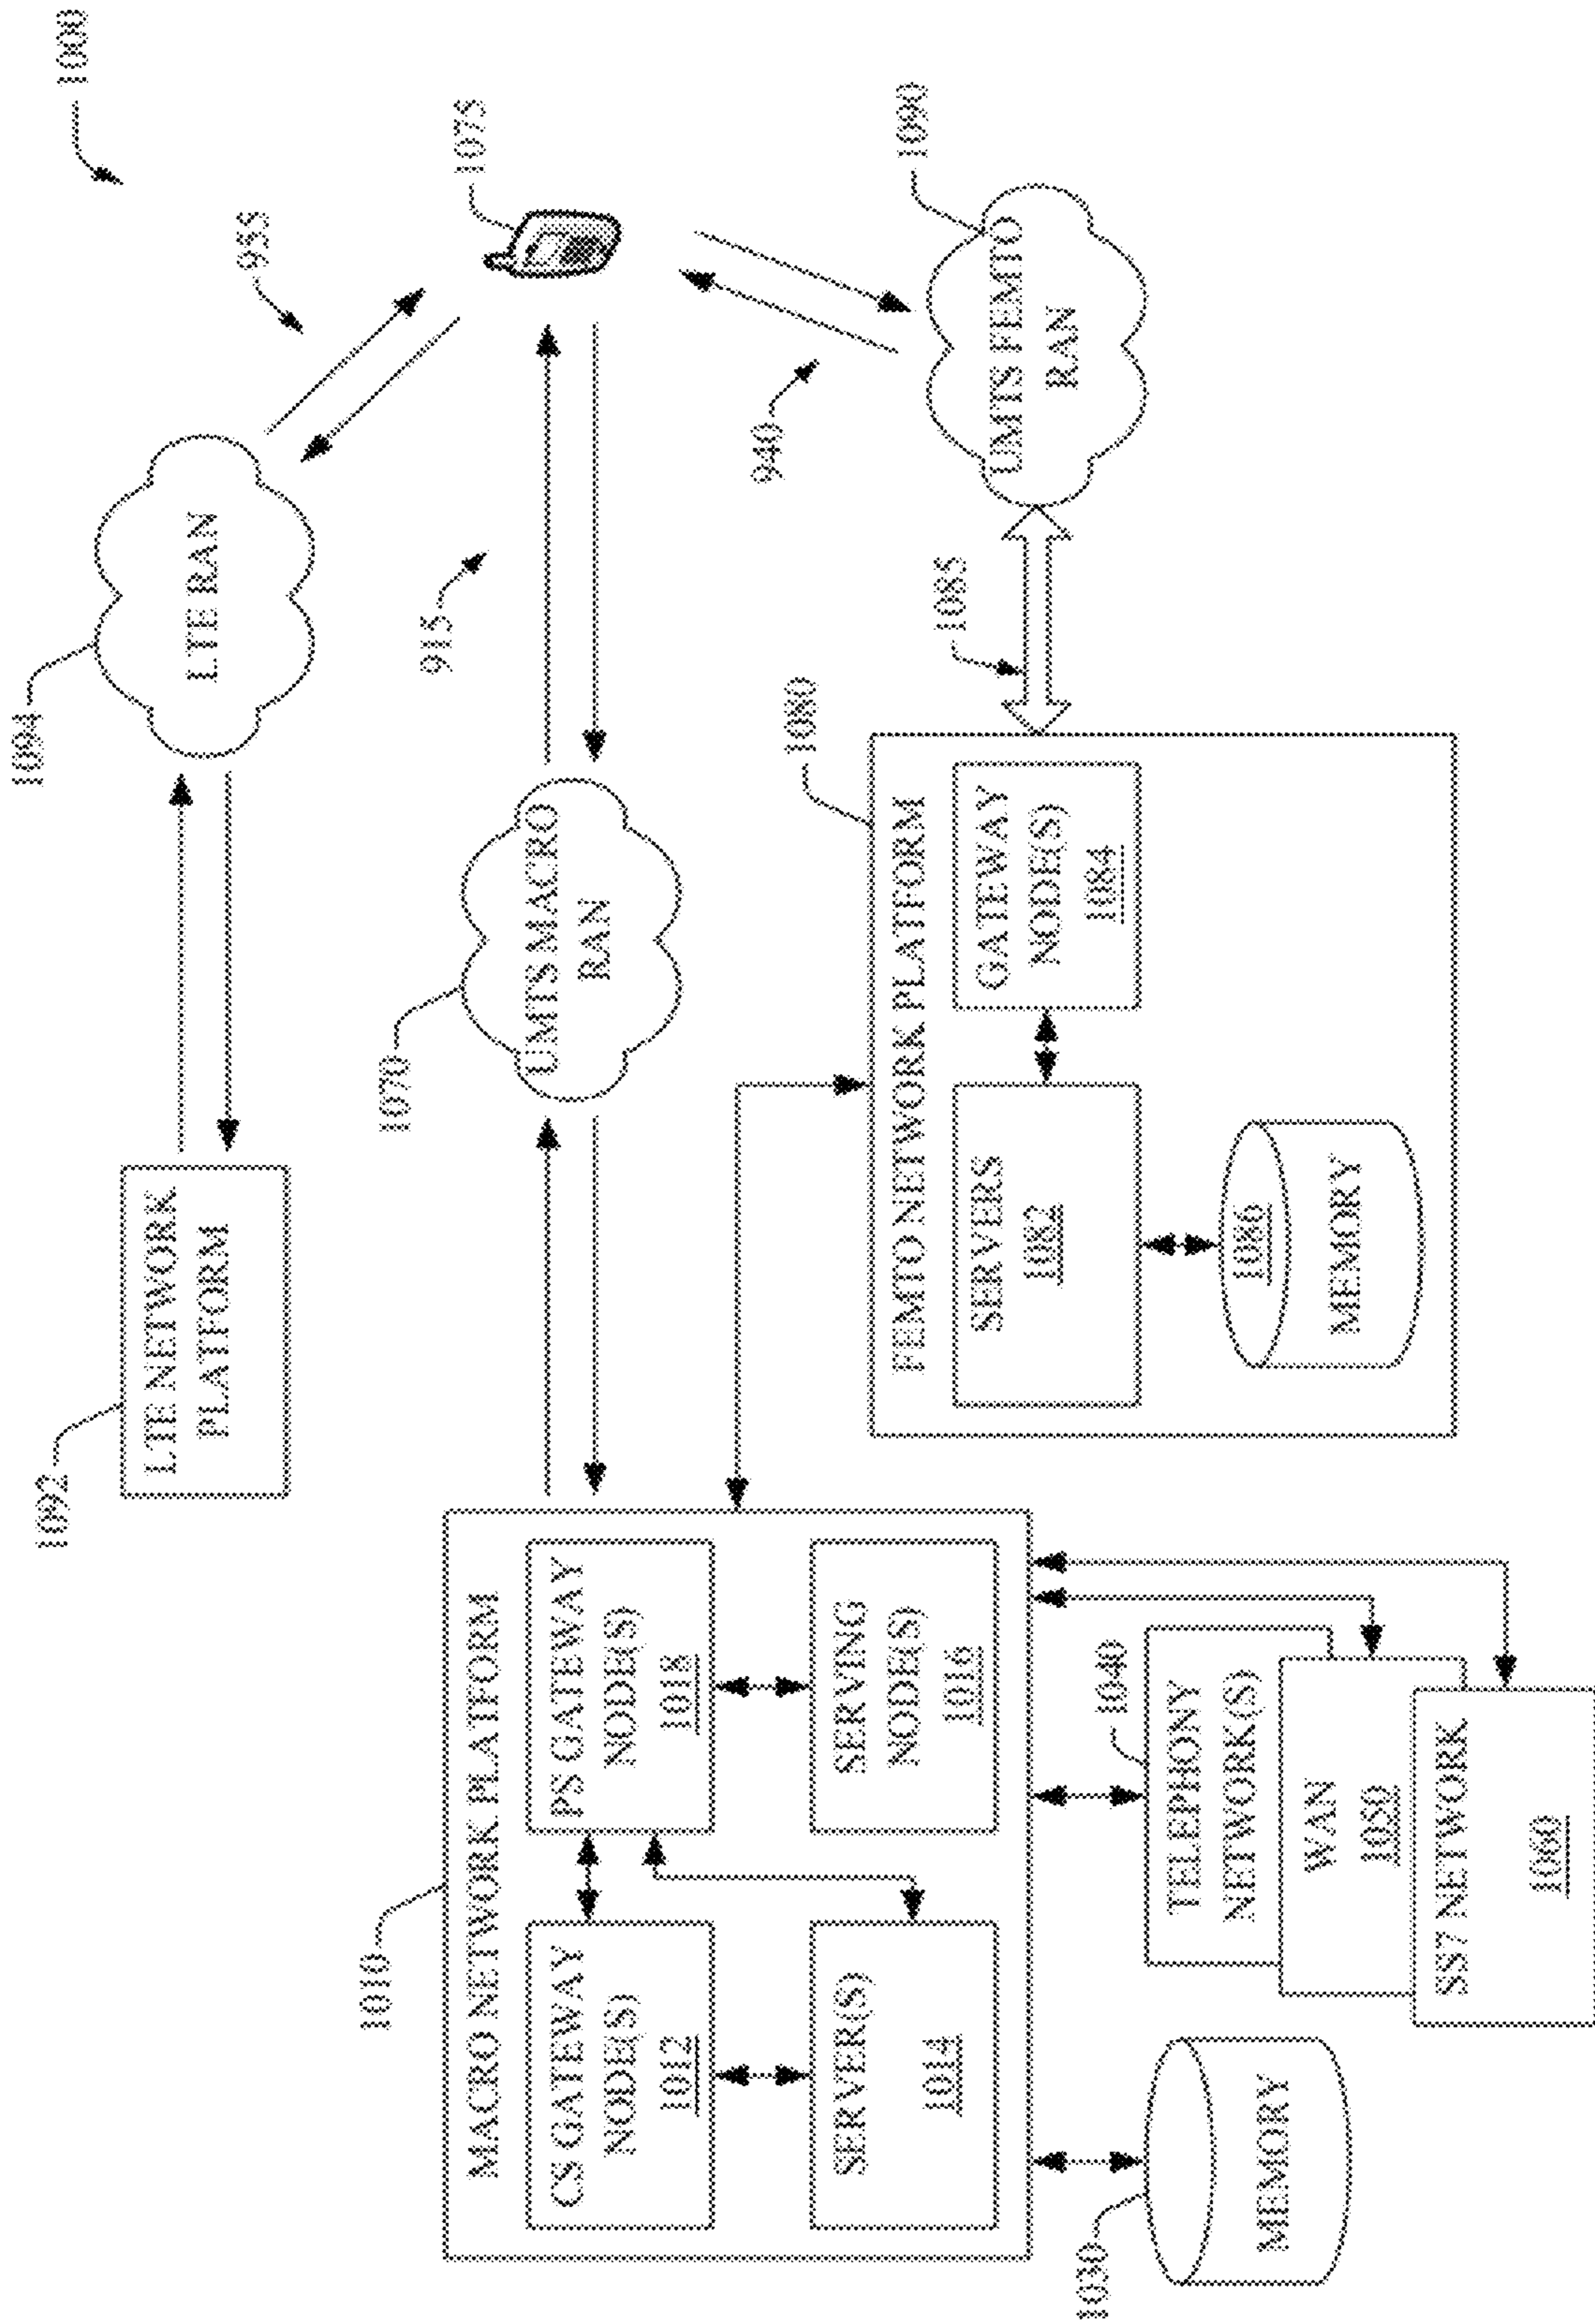 1000
1092
LTE NETWORK
PLATFORM
1094
LTE RAN
955
1010
MACRO NETWORK PLATFORM
CS GATEWAY
NODE(S)
1012
PS GATEWAY
NODE(S)
1018
SERVER(S)
1014
SERVING
NODE(S)
1016
1070
UMTS MACRO
RAN
915
1075
1030
MEMORY
1040
TELEPHONY
NETWORK(S)
WAN
1050
SS7 NETWORK
1060
1080
FEMTO NETWORK PLATFORM
SERVERS
1082
GATEWAY
NODE(S)
1084
1086
MEMORY
1085
940
1090
UMTS FEMTO
RAN